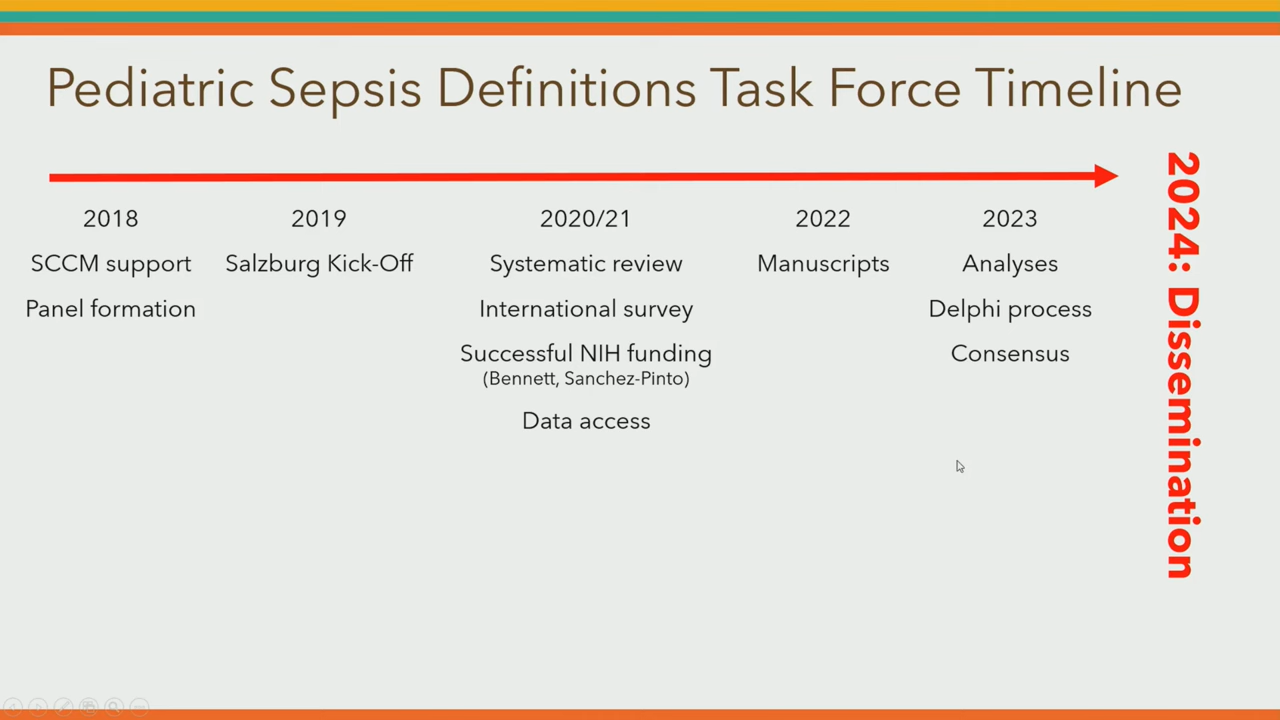 Pediatric Sepsis Definitions Task Force Timeline
2018
SCCM support
Panel formation
2019
Salzburg Kick-Off
2020/21
Systematic review
International survey
Successful NIH funding
(Bennett, Sanchez-Pinto)
Data access
2022
Manuscripts
2023
Analyses
Delphi process
Consensus
2024: Dissemination